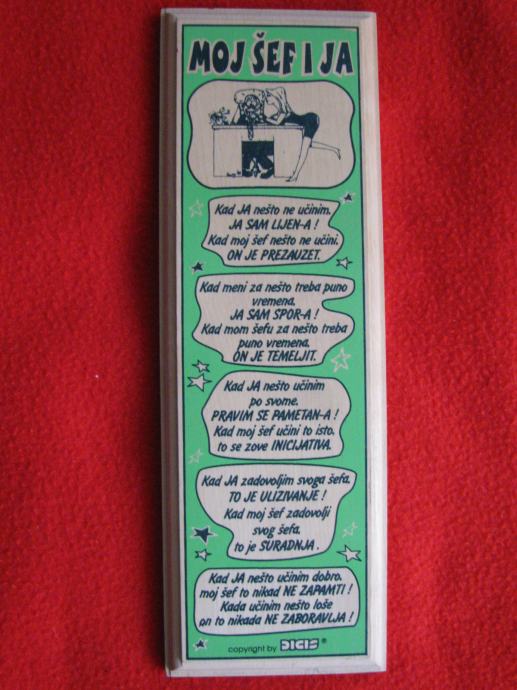 MOJ ŠEF I JA
Kad JA nešto ne učinim,
JA SAM LIJEN-A !
Kad moj šef nešto ne učini,
ON JE PREZAUZET.
Kad meni za nešto treba puno
vremena,
JA SAM SPOR-A !
Kad mom šefu za nešto treba
puno vremena,
ON JE TEMELJIT.
Kad JA nešto učinim
po svome,
PRAVIM SE PAMETAN-A !
Kad moj šef učini to isto,
to se zove INICIJATIVA.
Kad JA zadovoljim svoga šefa,
TO JE ULIZIVANJE !
Kad moj šef zadovolji
svog šefa,
to je SURADNJA .
Kad JA nešto učinim dobro,
moj šef to nikad NE ZAPAMTI !
Kada učinim nešto loše
on to nikada NE ZABORAVLJA !
copyright by DIGIS ®